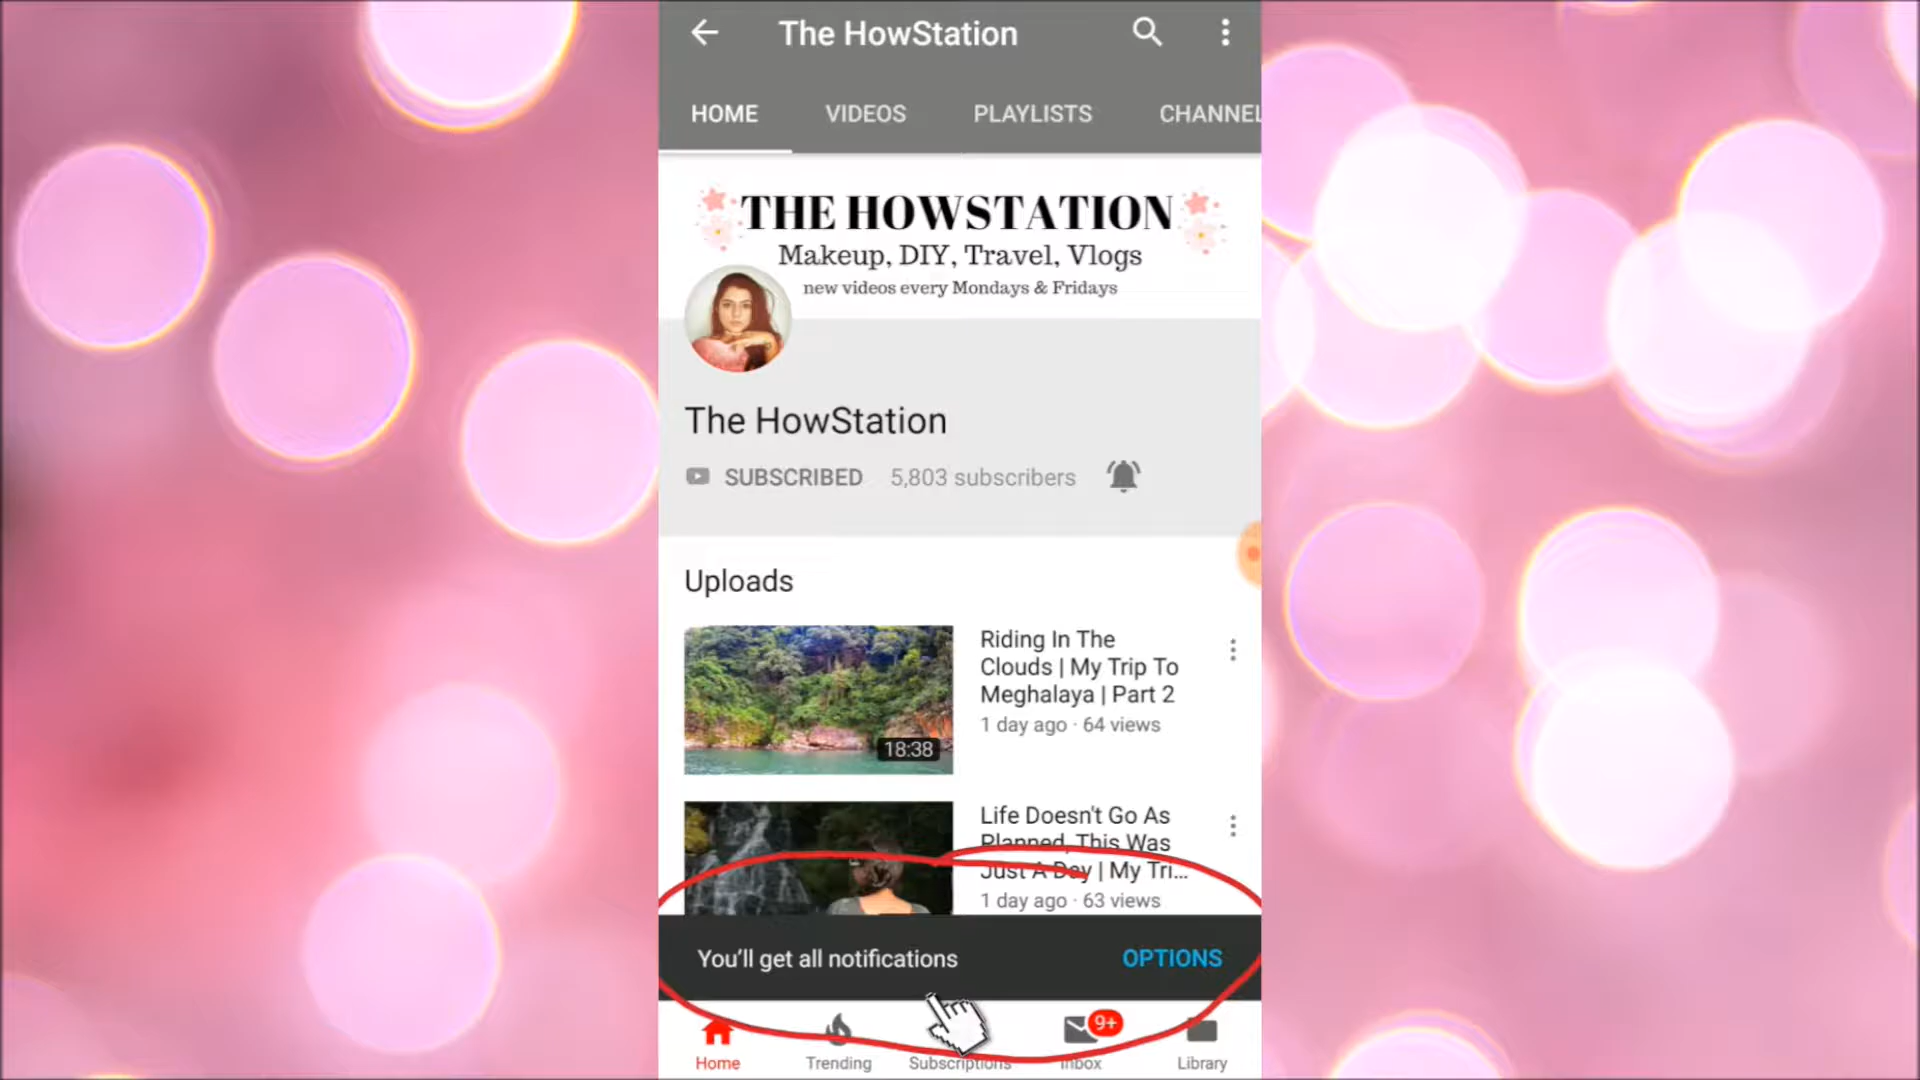 The HowStation
HOME VIDEOS PLAYLISTS CHANNEL
THE HOWSTATION
Makeup, DIY, Travel, Vlogs
new videos every Mondays & Fridays
The HowStation
SUBSCRIBED 5,803 subscribers
Uploads
Riding In The
Clouds | My Trip To
Meghalaya | Part 2
1 day ago · 64 views
18:38
Life Doesn't Go As
Planned, This Was
Just A Day | My Tri...
1 day ago · 63 views
You'll get all notifications OPTIONS
9+
Home Trending Subscriptions Inbox Library